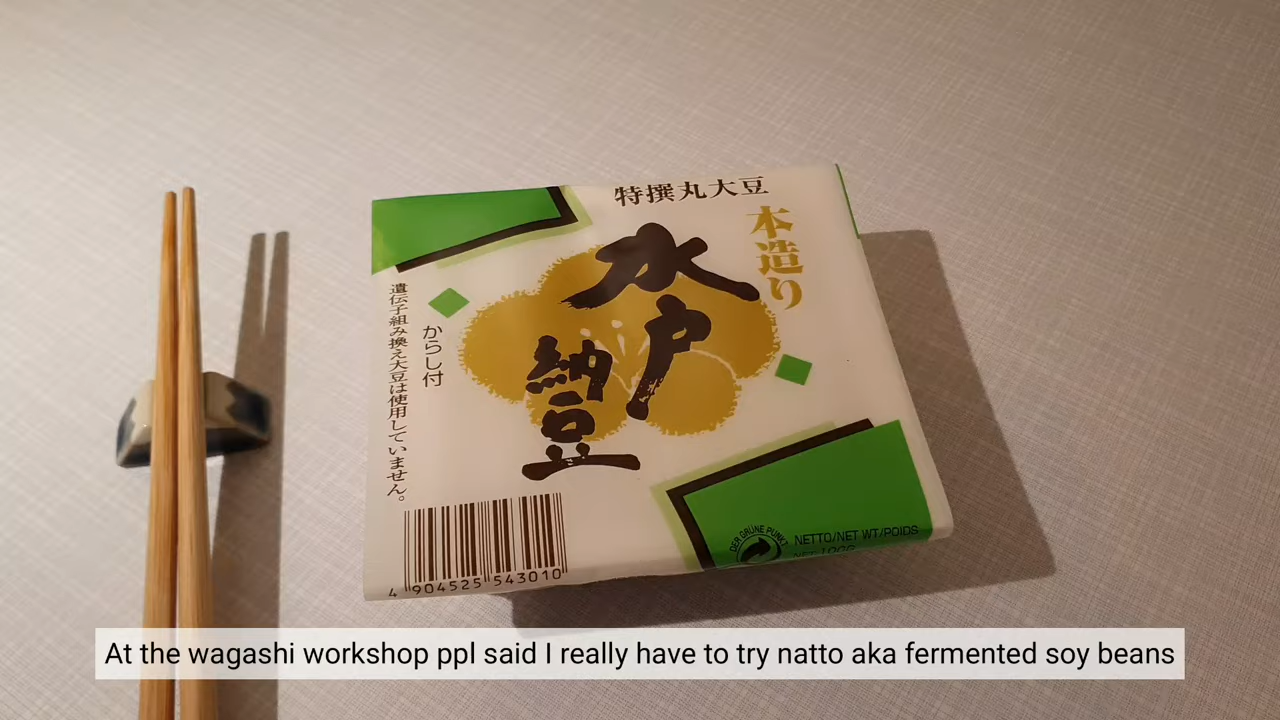 特撰丸大豆
本造り
水戸
納豆
からし付
遺伝子組み換え大豆は使用していません。
4 904525 543010
DER GRÜNE PUNKT
NETTO/NET WT/POIDS
NET 100G
At the wagashi workshop ppl said I really have to try natto aka fermented soy beans